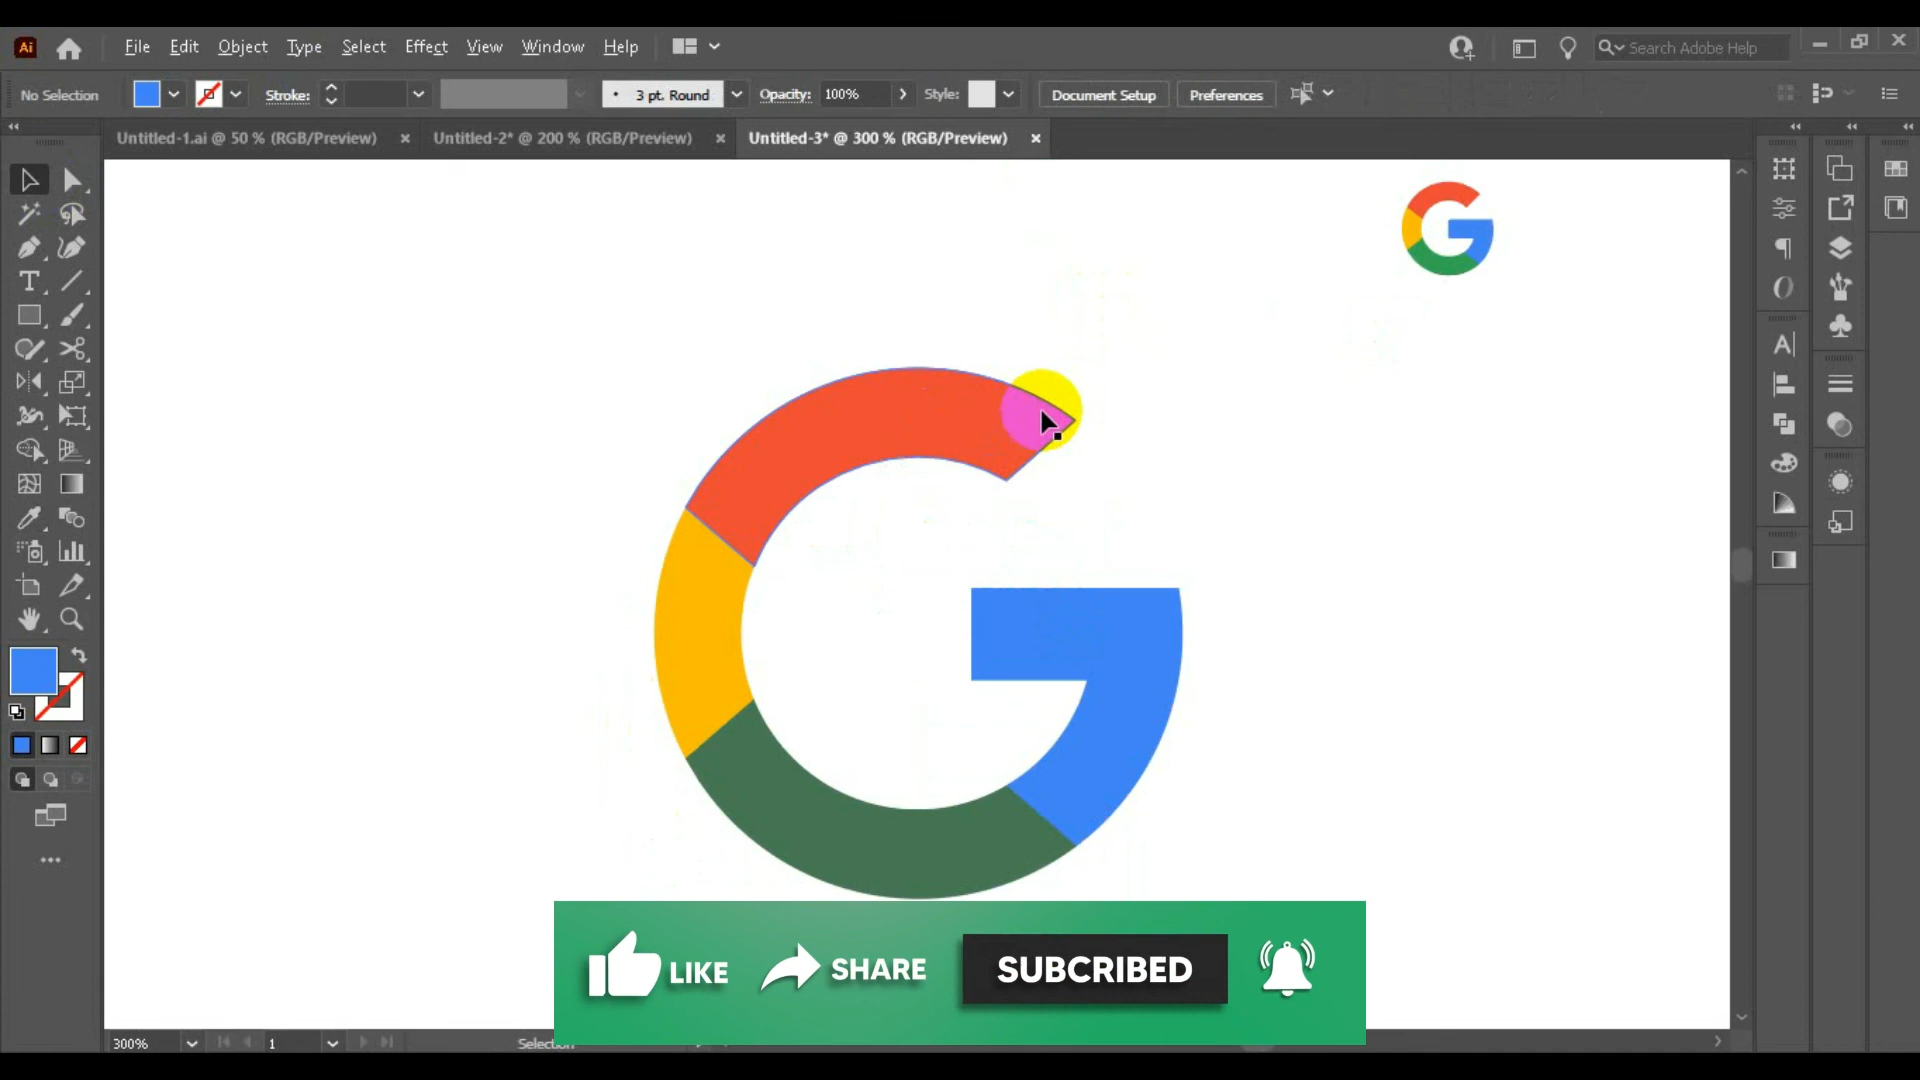 Ai File Edit Object Type Select Effect View Window Help Search Adobe Help
No Selection Stroke: 3 pt. Round Opacity: 100% Style: Document Setup Preferences
Untitled-1.ai @ 50 % (RGB/Preview) × Untitled-2* @ 200 % (RGB/Preview) × Untitled-3* @ 300 % (RGB/Preview) ×
G
G
LIKE SHARE SUBCRIBED
300% 1 Selection